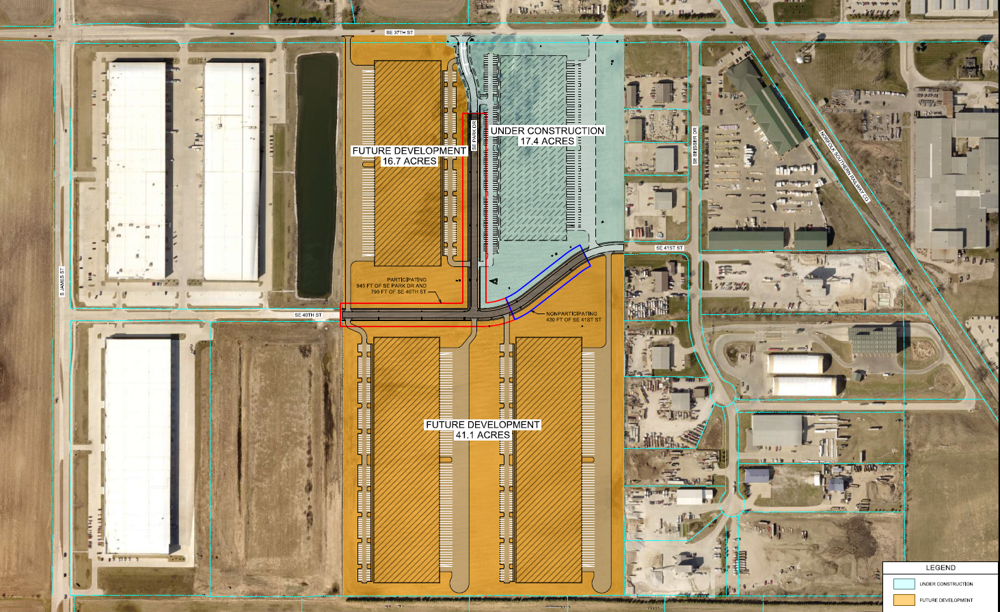 SE 37TH ST
SE PARK DR
UNDER CONSTRUCTION
17.4 ACRES
FUTURE DEVELOPMENT
16.7 ACRES
SE BEISSER DR
NORFOLK SOUTHERN RAILWAY CO.
SE 41ST ST
S JAMES ST
PARTICIPATING
945 FT OF SE PARK DR AND
790 FT OF SE 40TH ST
SE 40TH ST
NONPARTICIPATING
430 FT OF SE 41ST ST
FUTURE DEVELOPMENT
41.1 ACRES
LEGEND
UNDER CONSTRUCTION
FUTURE DEVELOPMENT